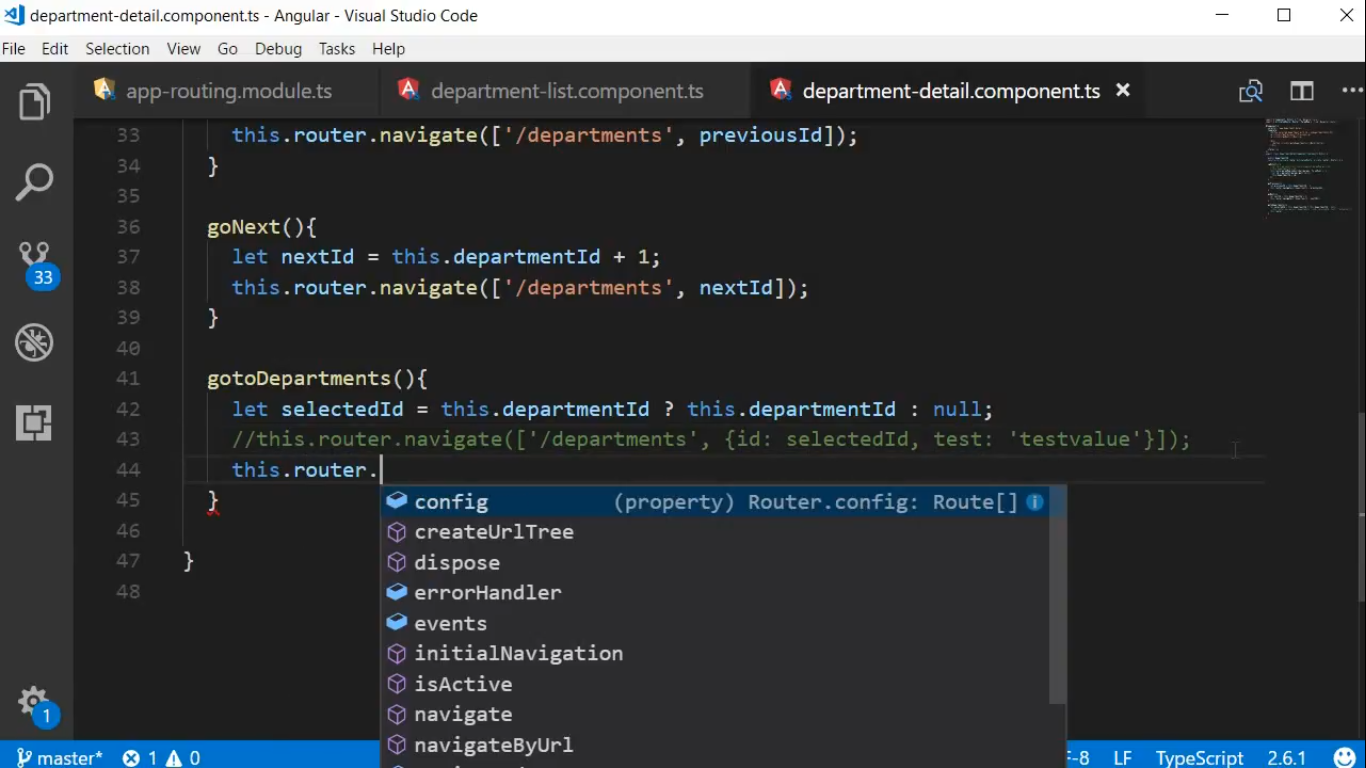 department-detail.component.ts - Angular - Visual Studio Code
File Edit Selection View Go Debug Tasks Help
app-routing.module.ts department-list.component.ts department-detail.component.ts
33 this.router.navigate(['/departments', previousId]);
34 }
35
36 goNext(){
37 let nextId = this.departmentId + 1;
38 this.router.navigate(['/departments', nextId]);
39 }
40
41 gotoDepartments(){
42 let selectedId = this.departmentId ? this.departmentId : null;
43 //this.router.navigate(['/departments', {id: selectedId, test: 'testvalue'}]);
44 this.router.
45 }
46
47 }
48
config (property) Router.config: Route[]
createUrlTree
dispose
errorHandler
events
initialNavigation
isActive
navigate
navigateByUrl
33
1
master* 1 0 F-8 LF TypeScript 2.6.1